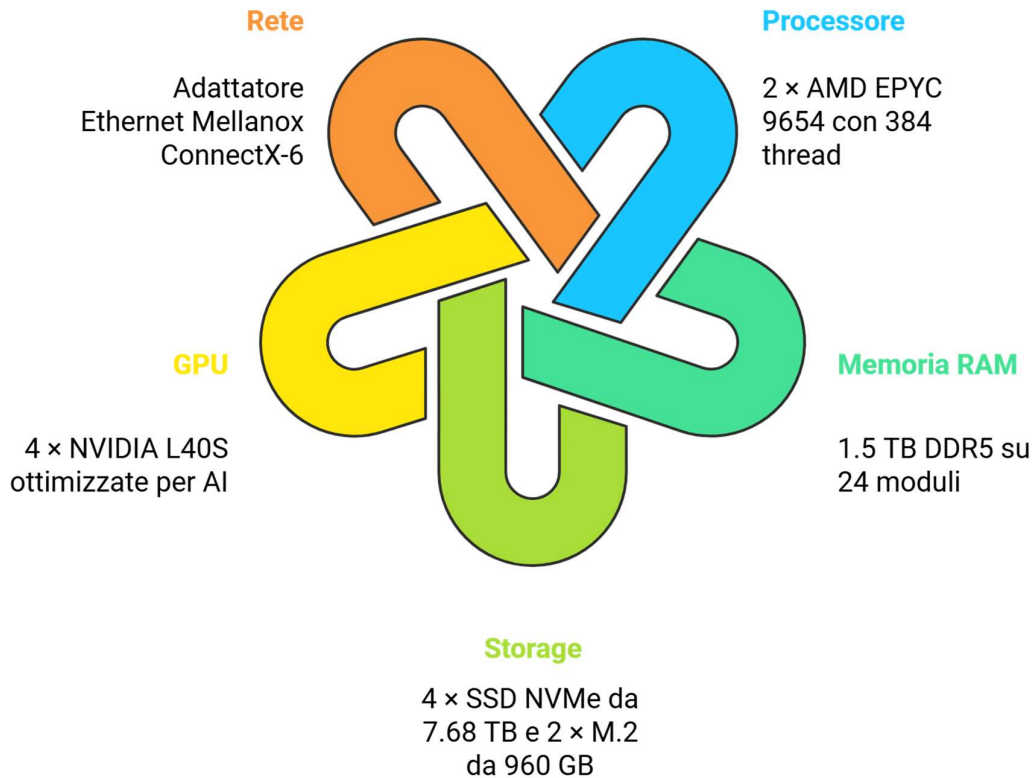 Rete
Adattatore
Ethernet Mellanox
ConnectX-6
Processore
2 × AMD EPYC
9654 con 384
thread
GPU
4 × NVIDIA L40S
ottimizzate per AI
Memoria RAM
1.5 TB DDR5 su
24 moduli
Storage
4 × SSD NVMe da
7.68 TB e 2 × M.2
da 960 GB